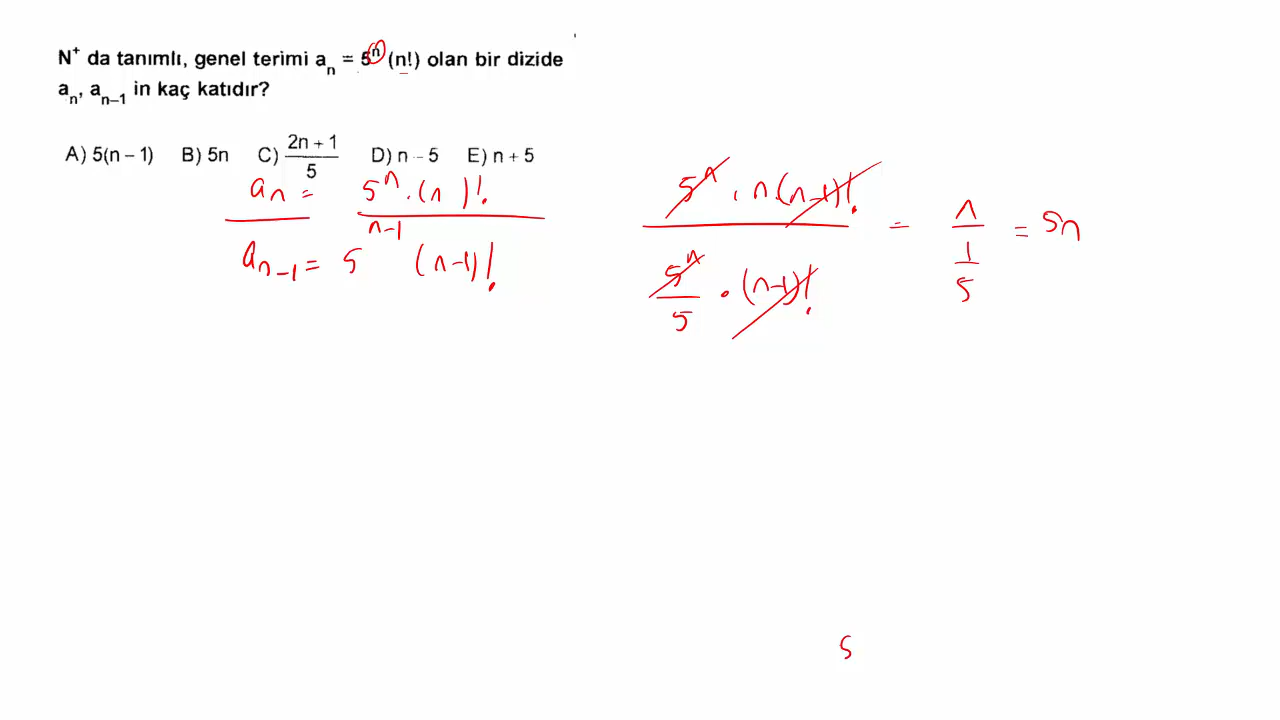 N⁺ da tanımlı, genel terimi aₙ = 5ⁿ (n!) olan bir dizide
aₙ, aₙ₋₁ in kaç katıdır?
A) 5(n – 1) B) 5n C) (2n + 1)/5 D) n – 5 E) n + 5
aₙ = 5ⁿ · (n)!
aₙ₋₁ = 5ⁿ⁻¹ (n–1)!
5ⁿ · n(n–1)! / 5ⁿ/5 · (n–1)! = n / 1/5 = 5n
5